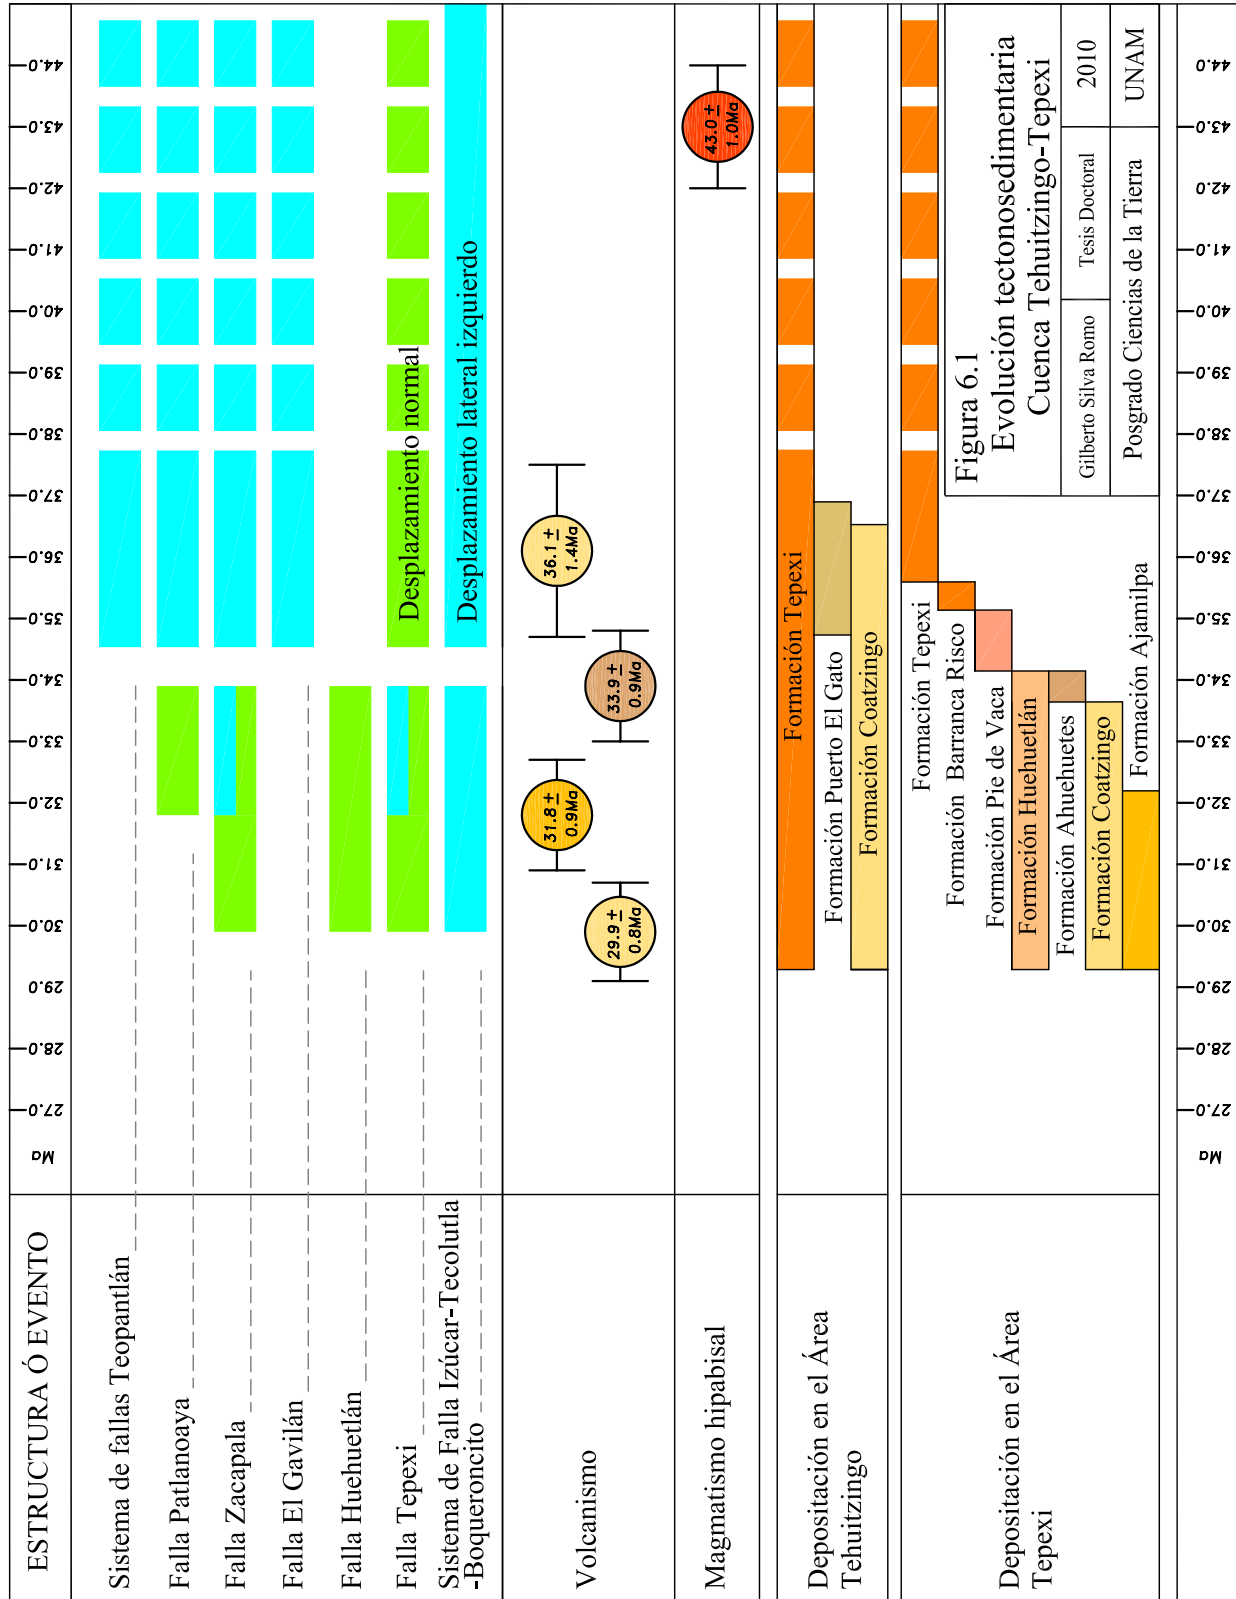 ESTRUCTURA Ó EVENTO
Ma
27.0
28.0
29.0
30.0
31.0
32.0
33.0
34.0
35.0
36.0
37.0
38.0
39.0
40.0
41.0
42.0
43.0
44.0
Sistema de fallas Teopantlán
Falla Patlanoaya
Falla Zacapala
Falla El Gavilán
Falla Huehuetlán
Falla Tepexi
Desplazamiento normal
Sistema de Falla Izúcar-Tecolutla
-Boqueroncito
Desplazamiento lateral izquierdo
Volcanismo
36.1 ±
1.4Ma
31.8 ±
0.9Ma
33.9 ±
0.9Ma
29.9 ±
0.8Ma
Magmatismo hipabisal
43.0 ±
1.0Ma
Depositación en el Área
Tehuitzingo
Formación Tepexi
Formación Puerto El Gato
Formación Coatzingo
Depositación en el Área
Tepexi
Formación Tepexi
Formación Barranca Risco
Formación Pie de Vaca
Formación Huehuetlán
Formación Ahuehuetes
Formación Coatzingo
Formación Ajamilpa
Figura 6.1
Evolución tectonosedimentaria
Cuenca Tehuitzingo-Tepexi
Gilberto Silva Romo
Tesis Doctoral
2010
Posgrado Ciencias de la Tierra
UNAM
Ma
27.0
28.0
29.0
30.0
31.0
32.0
33.0
34.0
35.0
36.0
37.0
38.0
39.0
40.0
41.0
42.0
43.0
44.0